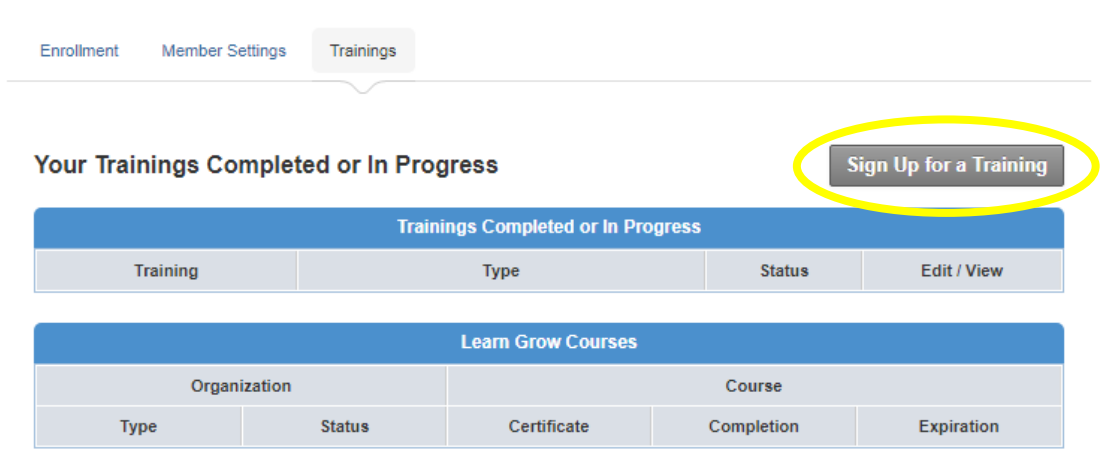 Enrollment Member Settings Trainings
Your Trainings Completed or In Progress
Sign Up for a Training
Trainings Completed or In Progress
Training Type Status Edit / View
Learn Grow Courses
Organization Course
Type Status Certificate Completion Expiration